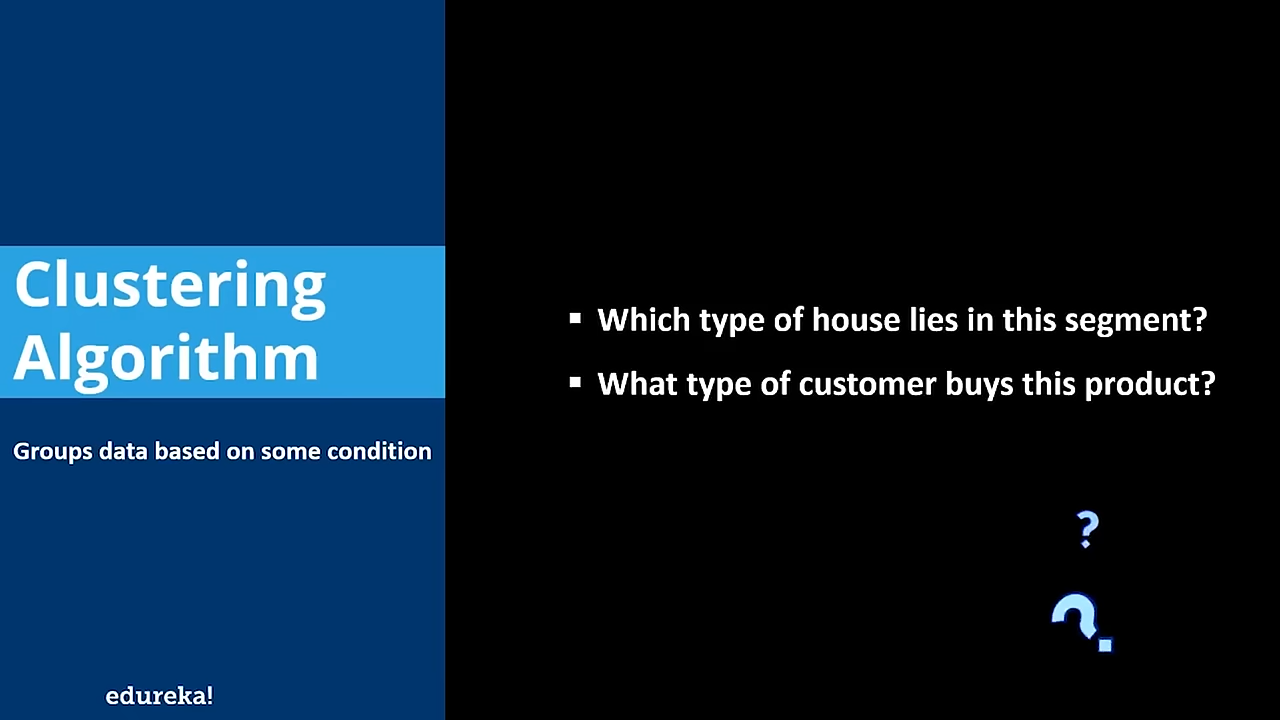 Clustering
Algorithm
Groups data based on some condition
▪ Which type of house lies in this segment?
▪ What type of customer buys this product?
?
?
edureka!